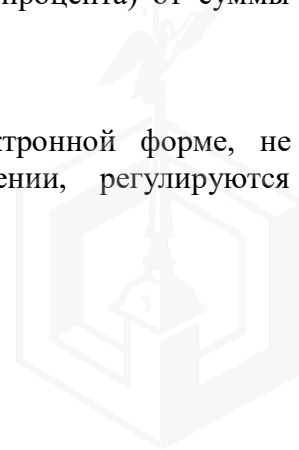 процента) от суммы
ктронной форме, не
ении, регулируются